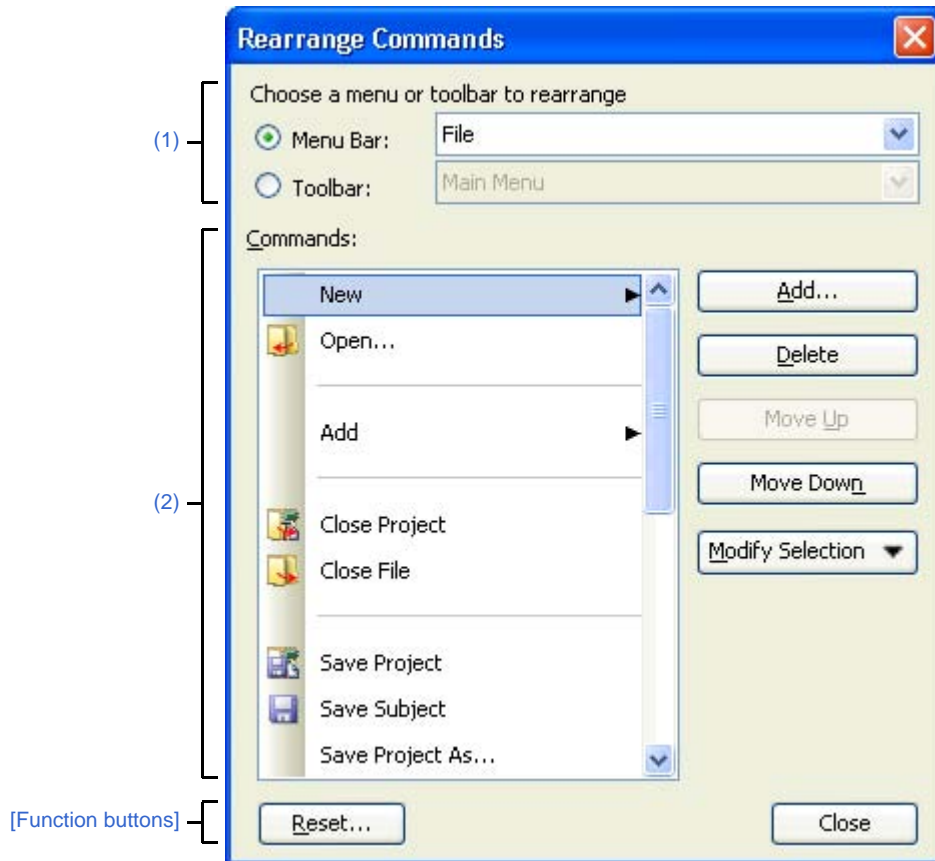 Rearrange Commands
Choose a menu or toolbar to rearrange
(1)
Menu Bar: File
Toolbar: Main Menu
Commands:
New
Add...
Open...
Delete
Add
Move Up
Move Down
(2)
Close Project
Modify Selection
Close File
Save Project
Save Subject
Save Project As...
[Function buttons]
Reset... Close